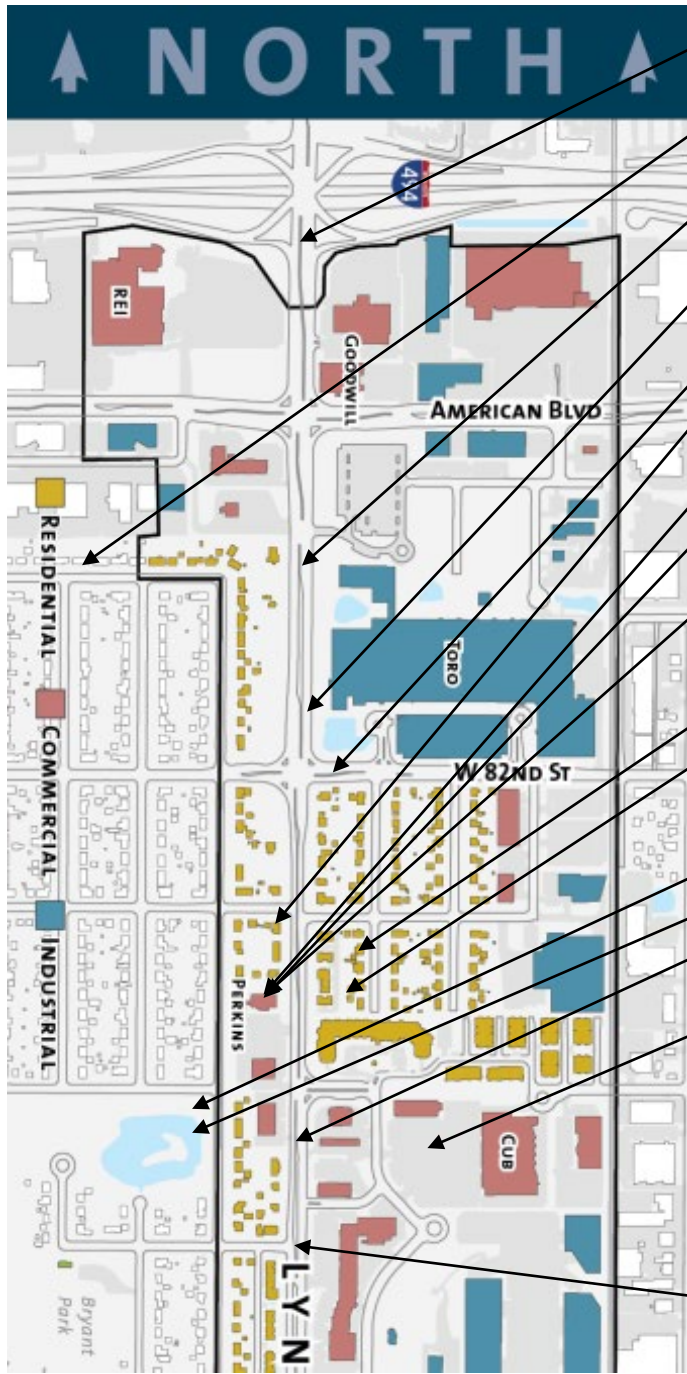 NORTH
494
REI
GOODWILL
AMERICAN BLVD
RESIDENTIAL
COMMERCIAL
INDUSTRIAL
TORO
W 82ND ST
PERKINS
CUB
LYN
Bryant
Park